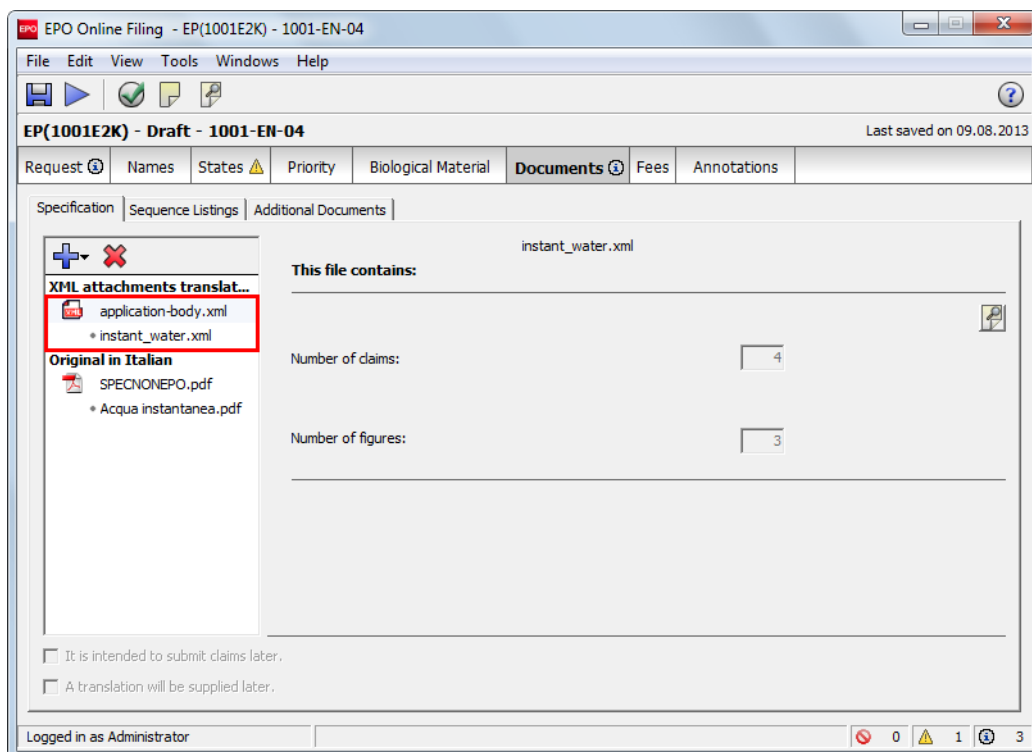 EPO EPO Online Filing - EP(1001E2K) - 1001-EN-04
File Edit View Tools Windows Help
EP(1001E2K) - Draft - 1001-EN-04 Last saved on 09.08.2013
Request Names States Priority Biological Material Documents Fees Annotations
Specification Sequence Listings Additional Documents
instant_water.xml
This file contains:
XML attachments translat...
XML application-body.xml
instant_water.xml
Original in Italian
SPECNONEPO.pdf
Acqua instantanea.pdf
Number of claims: 4
Number of figures: 3
It is intended to submit claims later.
A translation will be supplied later.
Logged in as Administrator 0 1 3